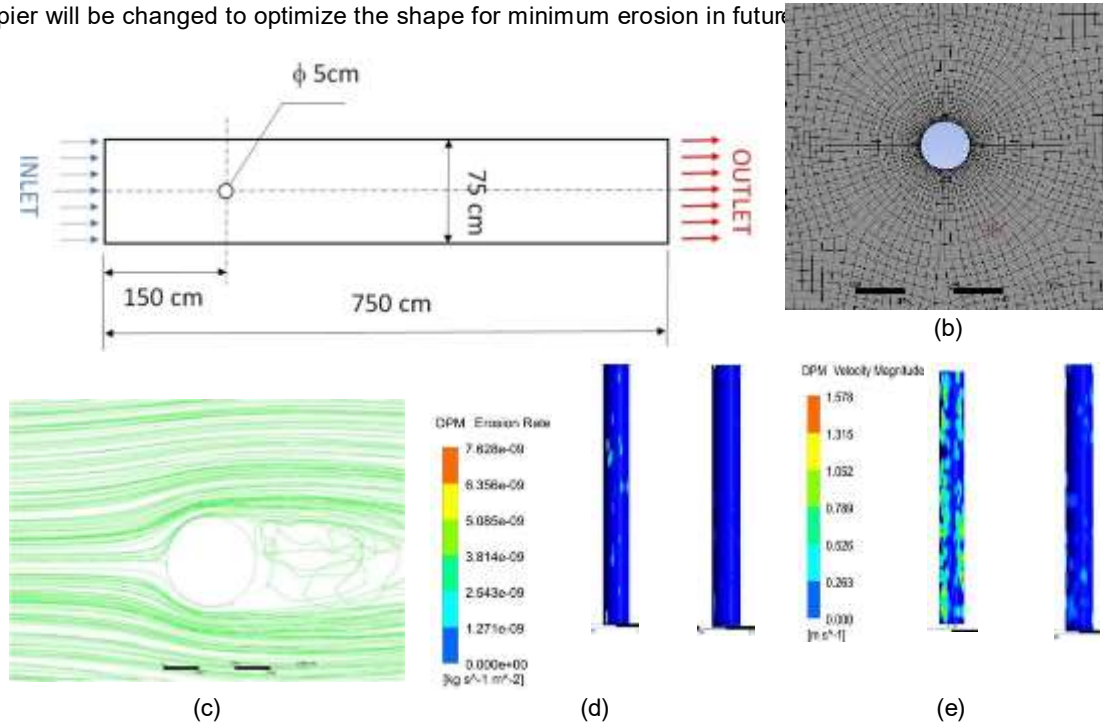 pier will be changed to optimize the shape for minimum erosion in future
ϕ 5cm
INLET
75 cm
OUTLET
150 cm
750 cm
(b)
DPM Erosion Rate
7.628e-09
6.356e-09
5.085e-09
3.814e-09
2.543e-09
1.271e-09
0.000e+00
[kg s^-1 m^-2]
DPM Velocity Magnitude
1.578
1.315
1.052
0.789
0.526
0.263
0.000
[m s^-1]
(c)
(d)
(e)